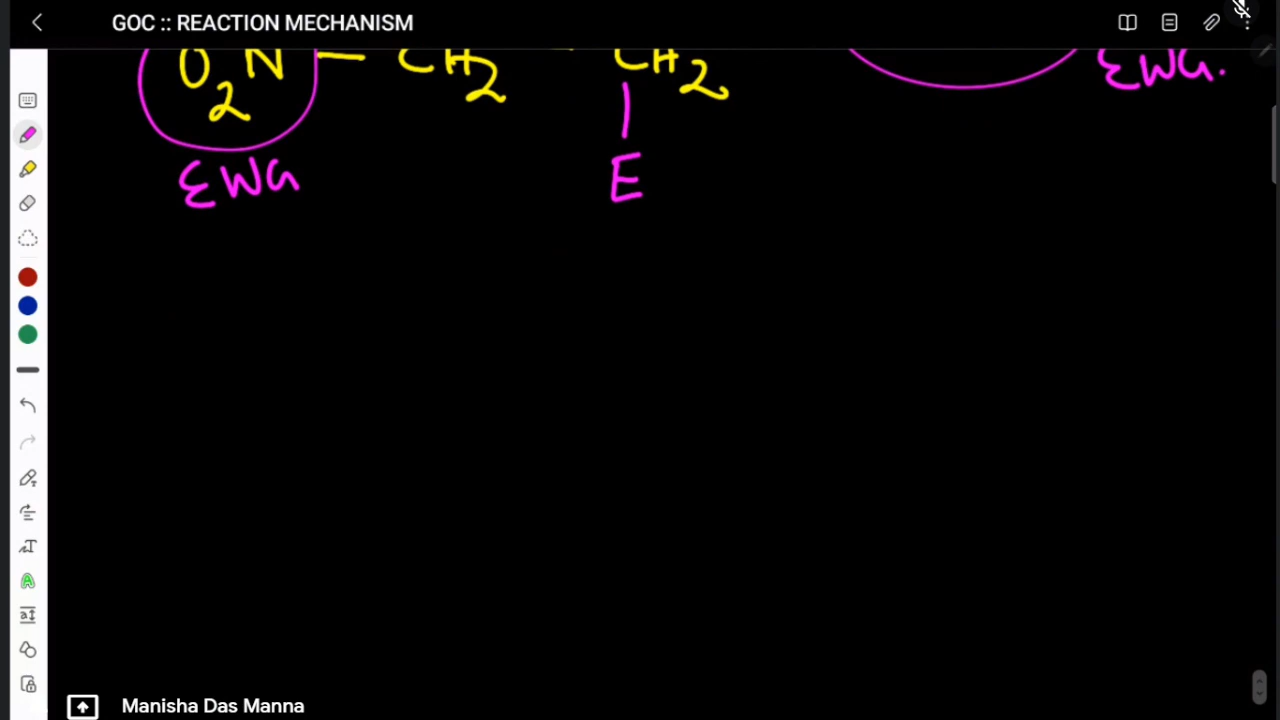 GOC :: REACTION MECHANISM
O2N — CH2 — CH2 EWG.
EWG E
Manisha Das Manna